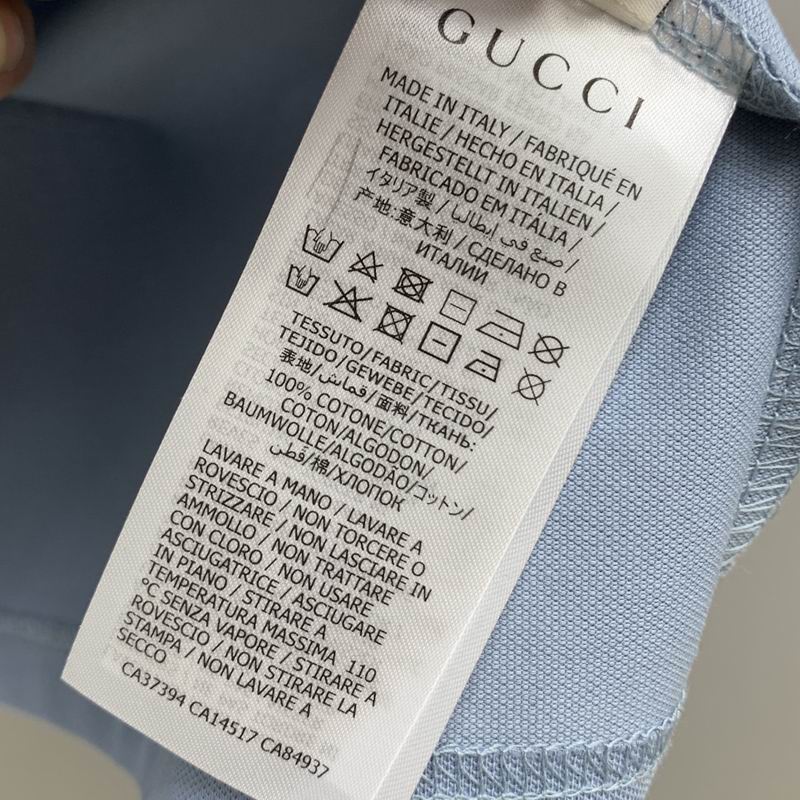 GUCCI
MADE IN ITALY / FABRIQUÉ EN
ITALIE / HECHO EN ITALIA /
HERGESTELLT IN ITALIEN /
FABRICADO EM ITÁLIA /
イタリア製 / صنع في إيطاليا /
产地:意大利 / СДЕЛАНО В
ИТАЛИИ
TESSUTO/FABRIC/TISSU/
TEJIDO/GEWEBE/TECIDO/
表地/قماش/面料/ТКАНЬ:
100% COTONE/COTTON/
COTON/ALGODON/
BAUMWOLLE/ALGODÃO/コットン/
قطن/棉/ХЛОПОК
LAVARE A MANO / LAVARE A
ROVESCIO / NON TORCERE O
STRIZZARE / NON LASCIARE IN
AMMOLLO / NON TRATTARE
CON CLORO / NON USARE
ASCIUGATRICE / ASCIUGARE
IN PIANO / STIRARE A
TEMPERATURA MASSIMA 110
°C SENZA VAPORE / STIRARE A
ROVESCIO / NON STIRARE LA
STAMPA / NON LAVARE A
SECCO
CA37394 CA14517 CA84937